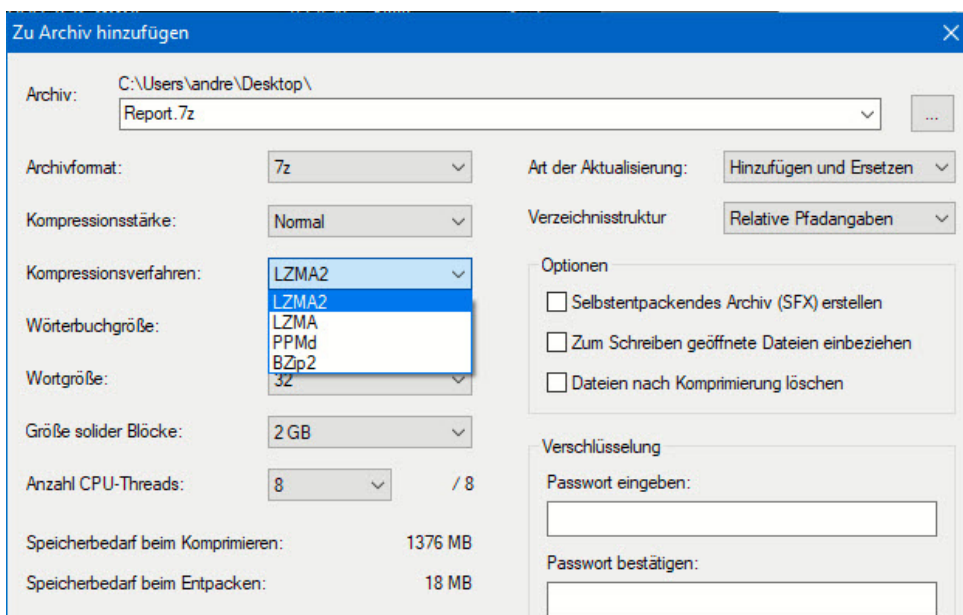 Zu Archiv hinzufügen
Archiv:
C:\Users\andre\Desktop\
Report.7z
...
Archivformat:
7z
Kompressionsstärke:
Normal
Kompressionsverfahren:
LZMA2
LZMA2
LZMA
PPMd
BZip2
Wörterbuchgröße:
Wortgröße:
32
Größe solider Blöcke:
2 GB
Anzahl CPU-Threads:
8
/ 8
Speicherbedarf beim Komprimieren:
1376 MB
Speicherbedarf beim Entpacken:
18 MB
Art der Aktualisierung:
Hinzufügen und Ersetzen
Verzeichnisstruktur
Relative Pfadangaben
Optionen
Selbstentpackendes Archiv (SFX) erstellen
Zum Schreiben geöffnete Dateien einbeziehen
Dateien nach Komprimierung löschen
Verschlüsselung
Passwort eingeben:
Passwort bestätigen: